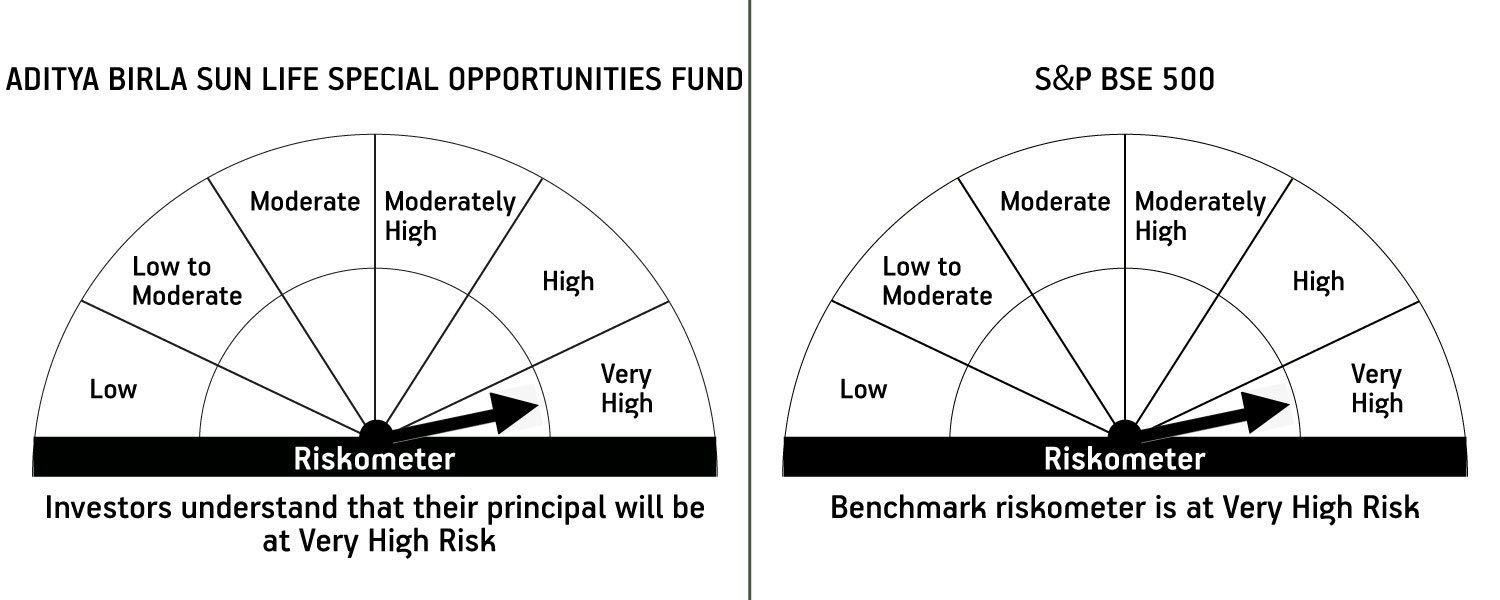 ADITYA BIRLA SUN LIFE SPECIAL OPPORTUNITIES FUND
Moderate
Moderately
High
Low to
Moderate
High
Low
Very
High
Riskometer
Investors understand that their principal will be
at Very High Risk
S&P BSE 500
Moderate
Moderately
High
Low to
Moderate
High
Low
Very
High
Riskometer
Benchmark riskometer is at Very High Risk